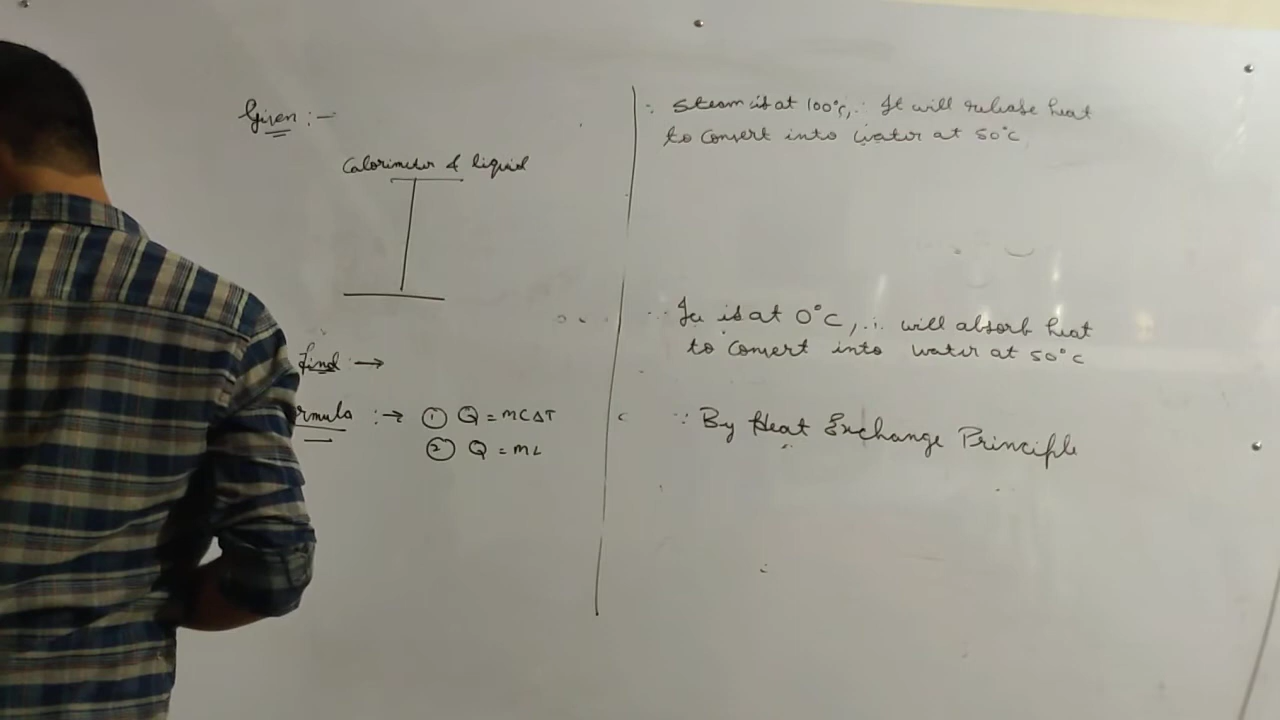 Given :-
Calorimeter & liquid
Find →
rmula :→ ① Q = mCΔT
② Q = mL
∵ Steam is at 100°C, ∴ It will release heat
to convert into water at 50°C
∵ Ice is at 0°C, ∴ will absorb heat
to convert into water at 50°C
∵ By Heat Exchange Principle